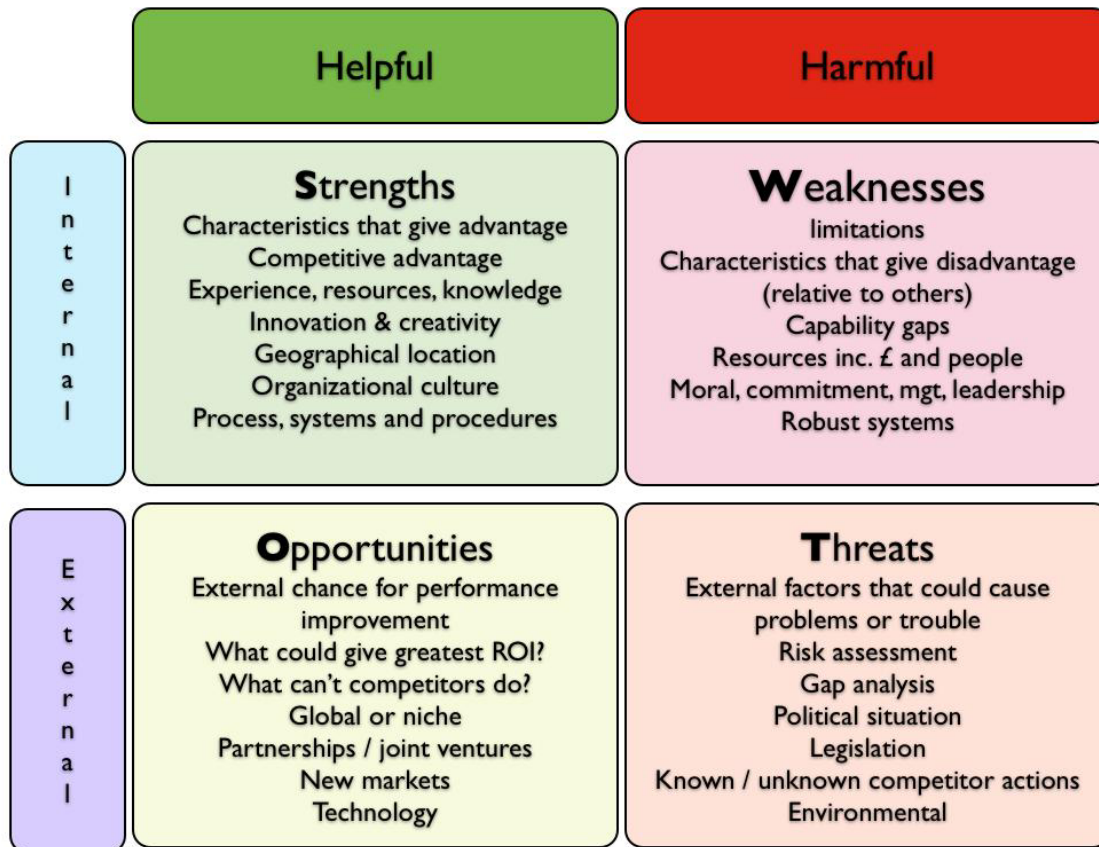 Helpful
Harmful
Internal
Strengths
Characteristics that give advantage
Competitive advantage
Experience, resources, knowledge
Innovation & creativity
Geographical location
Organizational culture
Process, systems and procedures
Weaknesses
limitations
Characteristics that give disadvantage
(relative to others)
Capability gaps
Resources inc. £ and people
Moral, commitment, mgt, leadership
Robust systems
External
Opportunities
External chance for performance
improvement
What could give greatest ROI?
What can't competitors do?
Global or niche
Partnerships / joint ventures
New markets
Technology
Threats
External factors that could cause
problems or trouble
Risk assessment
Gap analysis
Political situation
Legislation
Known / unknown competitor actions
Environmental